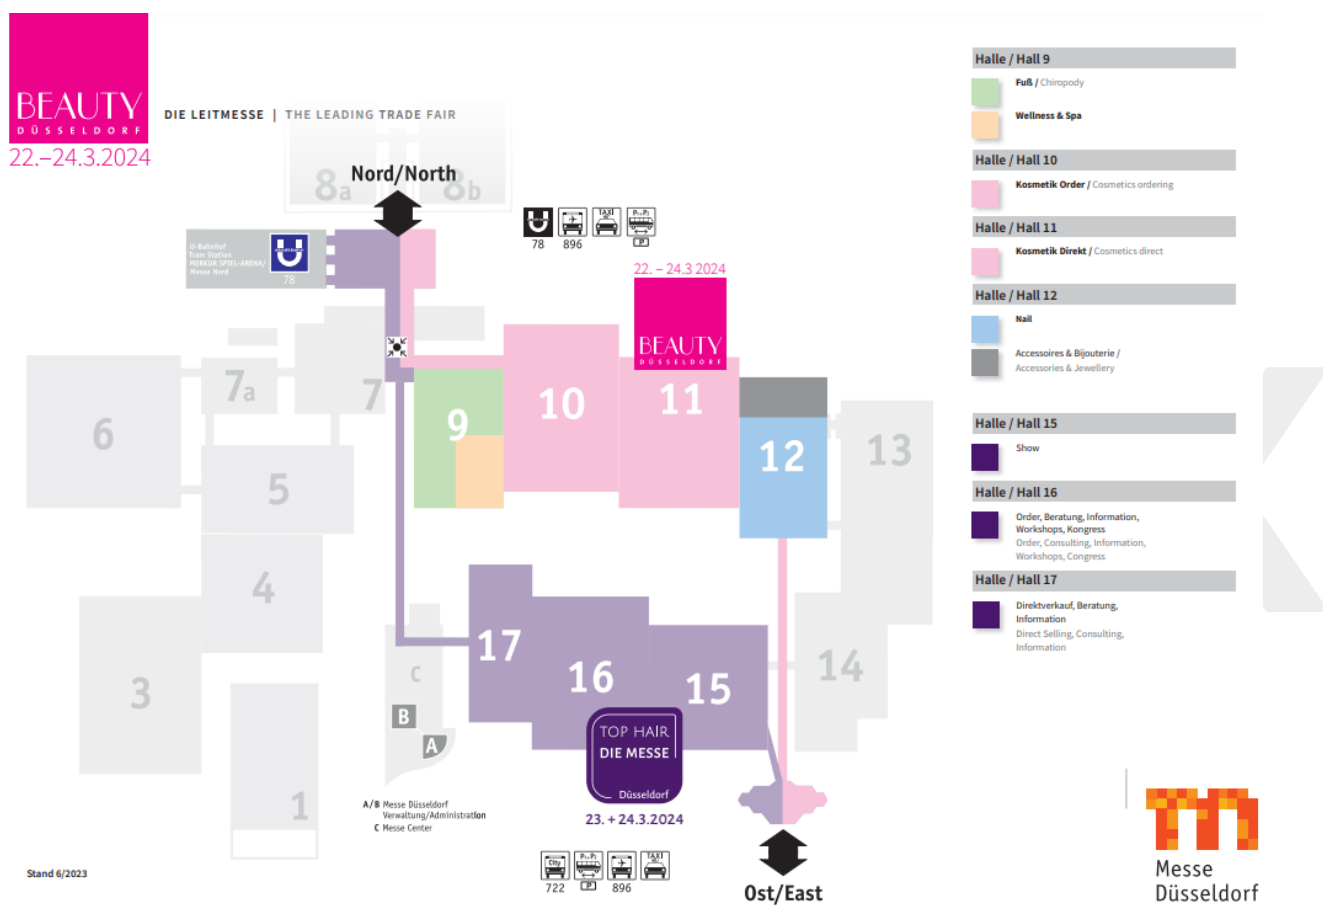 BEAUTY
DÜSSELDORF
22.–24.3.2024
DIE LEITMESSE | THE LEADING TRADE FAIR
8a
8b
Nord/North
U-Bahnhof
Tram Station
MERKUR SPIEL-ARENA/
Messe Nord
U
78
U
TAXI
P1...P2
P
78
896
22. – 24.3 2024
BEAUTY
DÜSSELDORF
6
7a
7
5
4
3
1
9
10
11
12
13
14
17
16
15
C
B
A
TOP HAIR
DIE MESSE
Düsseldorf
23. + 24.3.2024
A/B Messe Düsseldorf
Verwaltung/Administration
C Messe Center
City
P1...P2
TAXI
P
722
896
Ost/East
Stand 6/2023
Halle / Hall 9
Fuß / Chiropody
Wellness & Spa
Halle / Hall 10
Kosmetik Order / Cosmetics ordering
Halle / Hall 11
Kosmetik Direkt / Cosmetics direct
Halle / Hall 12
Nail
Accessoires & Bijouterie /
Accessories & Jewellery
Halle / Hall 15
Show
Halle / Hall 16
Order, Beratung, Information,
Workshops, Kongress
Order, Consulting, Information,
Workshops, Congress
Halle / Hall 17
Direktverkauf, Beratung,
Information
Direct Selling, Consulting,
Information
Messe
Düsseldorf